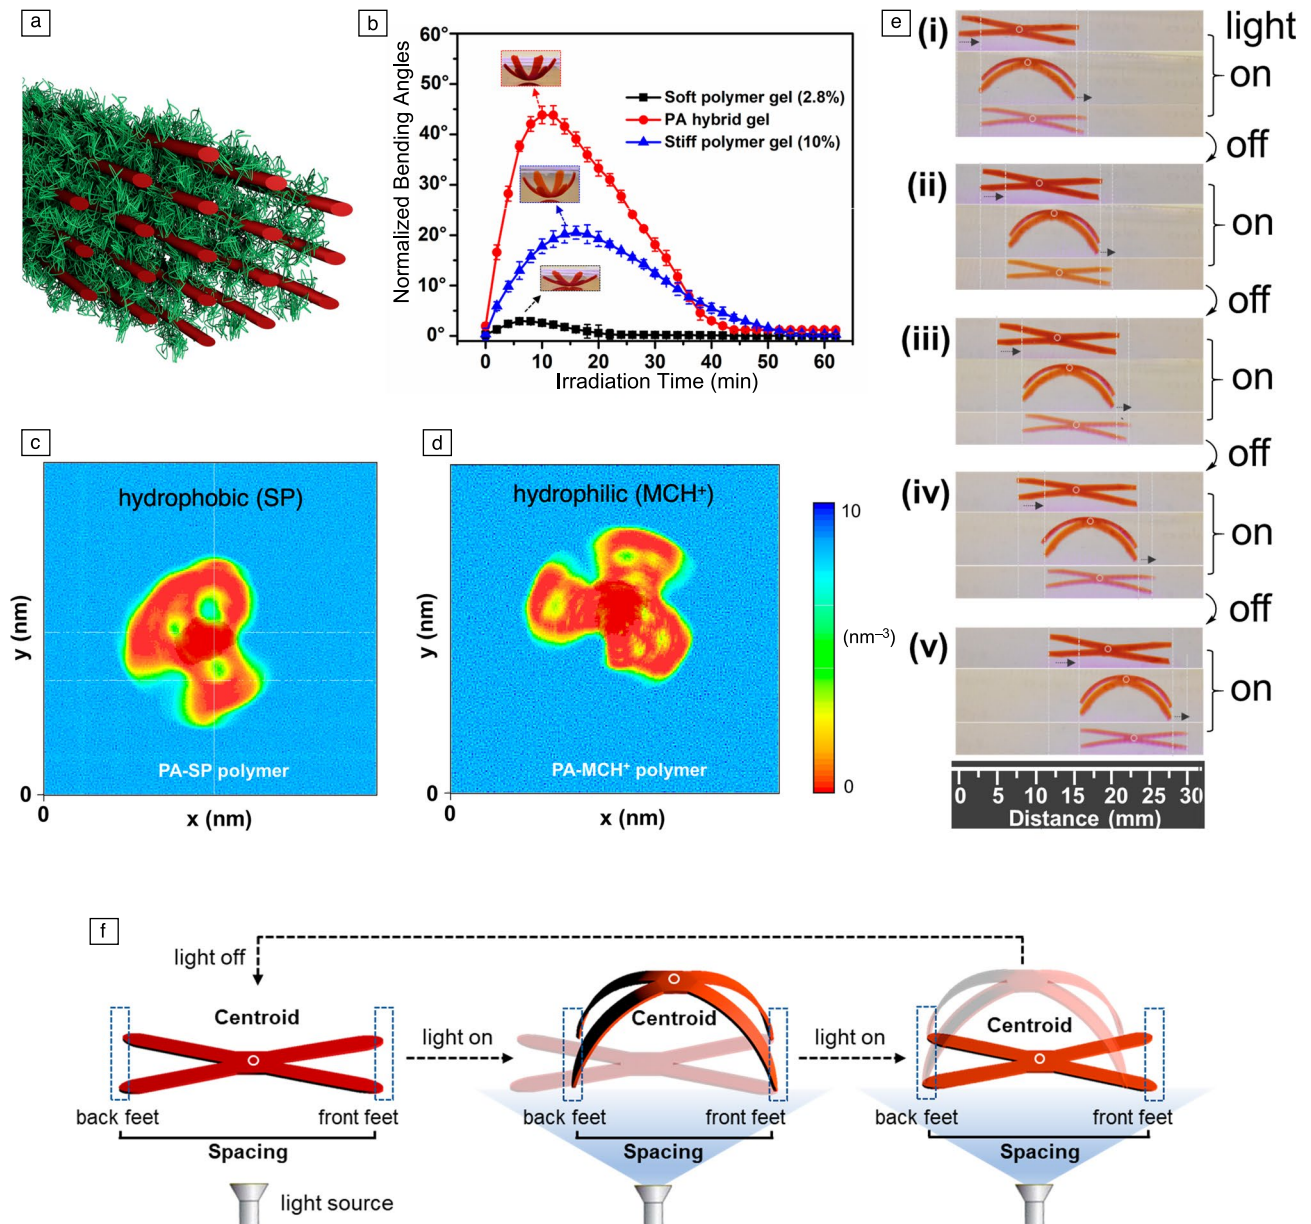 a
b
60°
50°
40°
30°
20°
10°
0°
Normalized Bending Angles
Soft polymer gel (2.8%)
PA hybrid gel
Stiff polymer gel (10%)
0 10 20 30 40 50 60
Irradiation Time (min)
c
hydrophobic (SP)
PA-SP polymer
y (nm)
0
0
x (nm)
d
hydrophilic (MCH⁺)
PA-MCH⁺ polymer
y (nm)
0
0
x (nm)
10
(nm⁻³)
0
e
light
(i)
on
off
(ii)
on
off
(iii)
on
off
(iv)
on
off
(v)
on
0 5 10 15 20 25 30
Distance (mm)
f
light off
Centroid
back feet
front feet
Spacing
light source
light on
Centroid
back feet
front feet
Spacing
light on
Centroid
back feet
front feet
Spacing